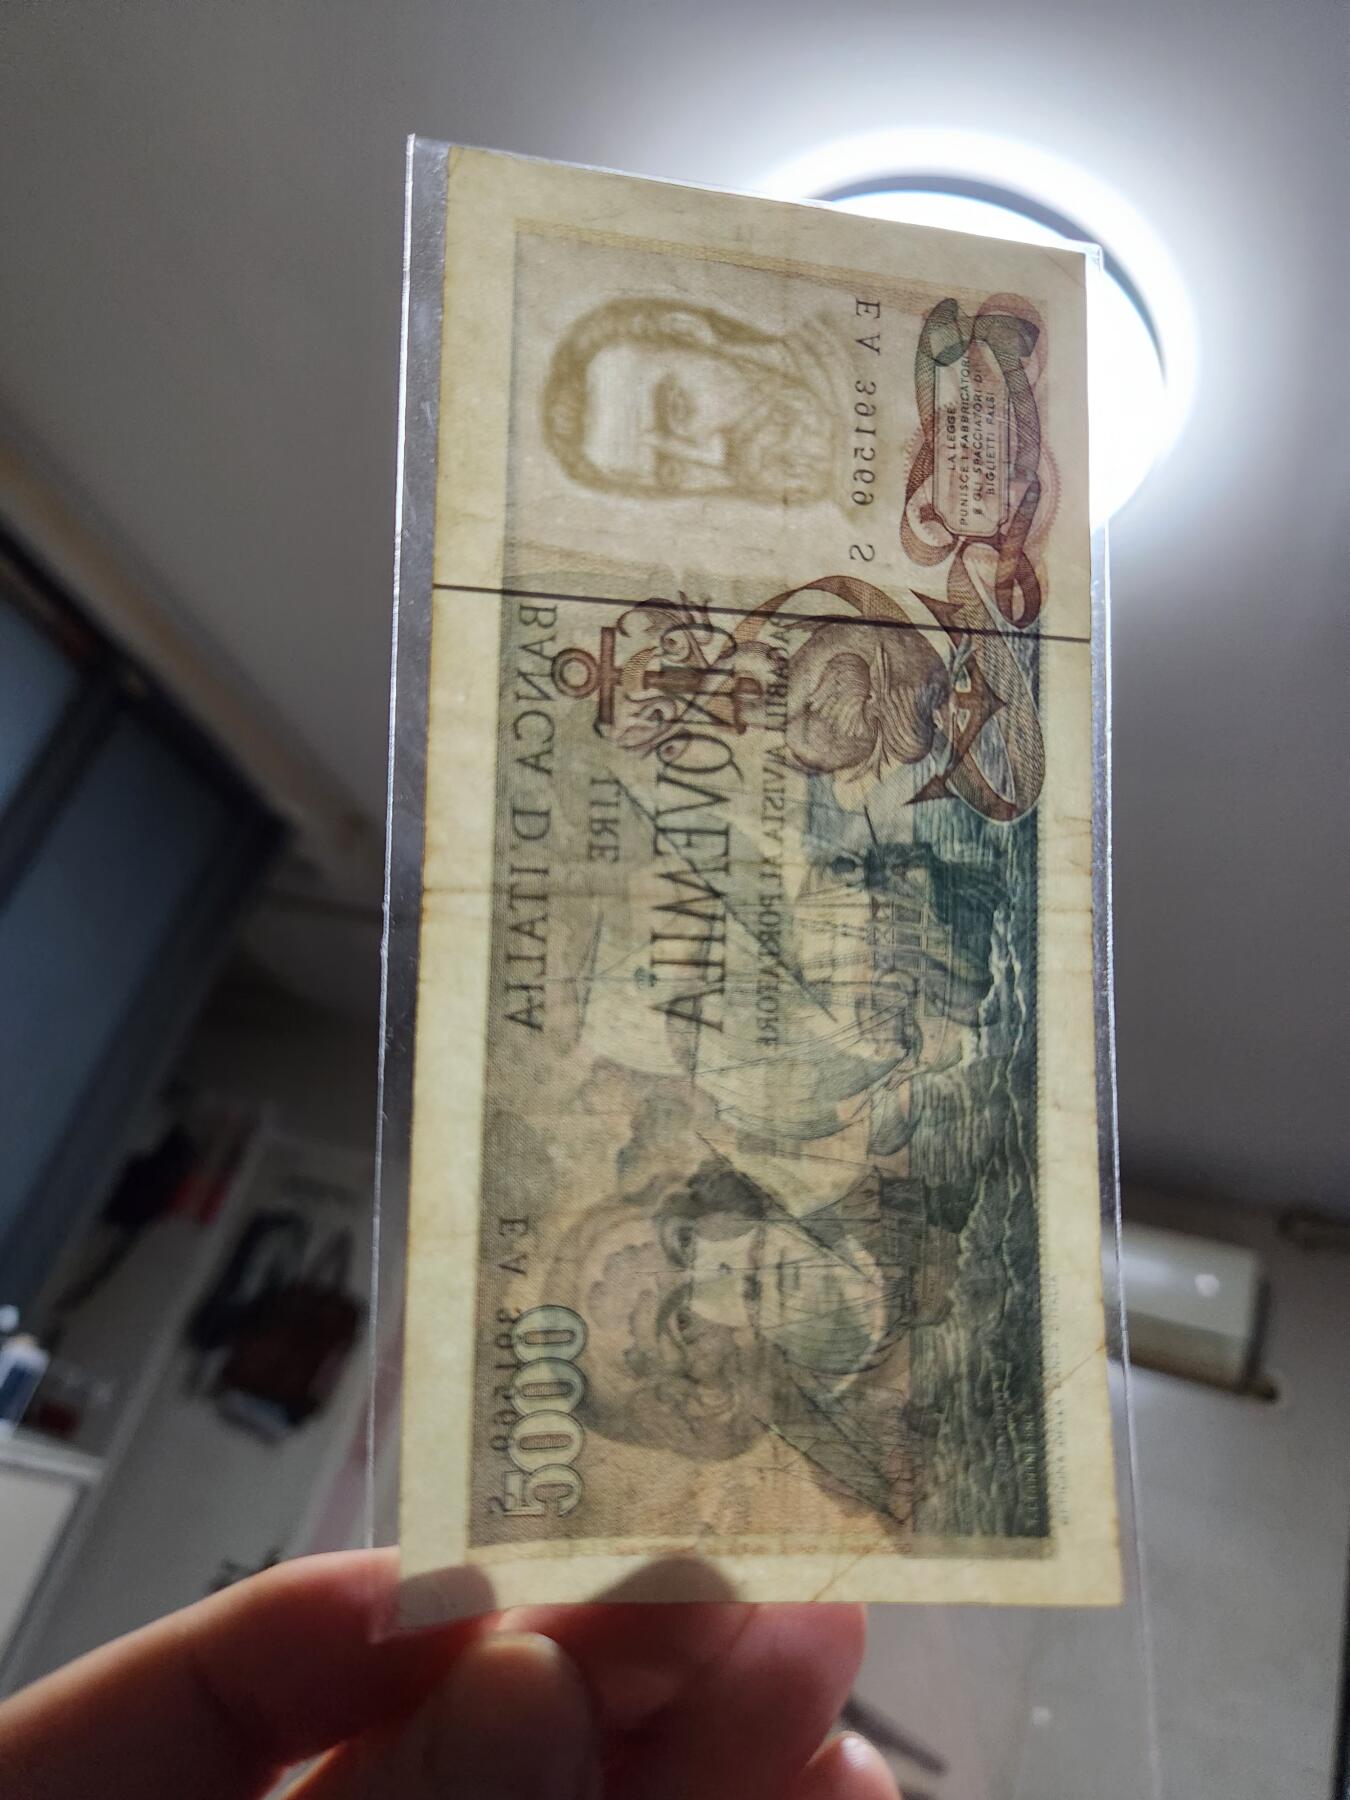 LA LEGGE
PUNISCE I FABBRICATORI
E GLI SPACCIATORI DI
BIGLIETTI FALSI
EA 391569 S
BANCA D'ITALIA
LIRE
CINQVEMILA
PAGABILI A VISTA AL PORTATORE
EA 391569 S
5000